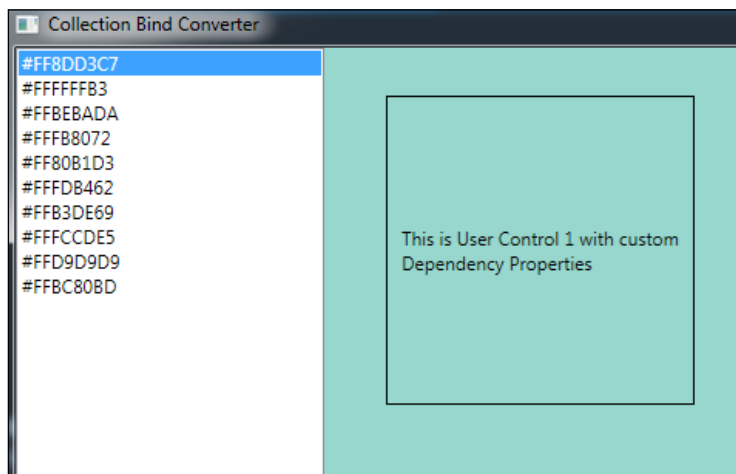 Collection Bind Converter
#FF8DD3C7
#FFFFFFB3
#FFBEBADA
#FFFB8072
#FF80B1D3
#FFFDB462
#FFB3DE69
#FFFCCDE5
#FFD9D9D9
#FFBC80BD
This is User Control 1 with custom
Dependency Properties